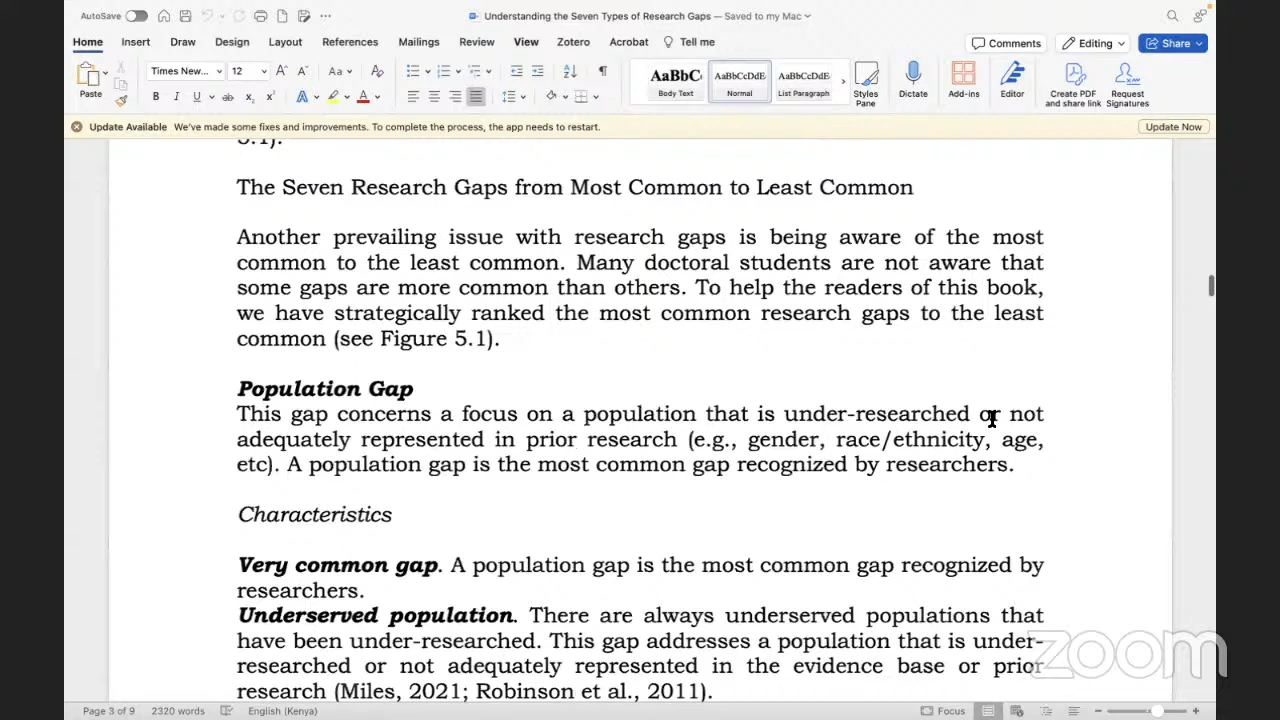 AutoSave
Understanding the Seven Types of Research Gaps — Saved to my Mac
Home Insert Draw Design Layout References Mailings Review View Zotero Acrobat Tell me
Comments Editing Share
Paste
Times New... 12 Aa
B I U ab x₂ x² A A
AaBbC AaBbCcDdE AaBbCcDdE
Body Text Normal List Paragraph
Styles Pane
Dictate
Add-ins
Editor
Create PDF and share link
Request Signatures
Update Available We've made some fixes and improvements. To complete the process, the app needs to restart. Update Now
5.1).
The Seven Research Gaps from Most Common to Least Common
Another prevailing issue with research gaps is being aware of the most
common to the least common. Many doctoral students are not aware that
some gaps are more common than others. To help the readers of this book,
we have strategically ranked the most common research gaps to the least
common (see Figure 5.1).
Population Gap
This gap concerns a focus on a population that is under-researched or not
adequately represented in prior research (e.g., gender, race/ethnicity, age,
etc). A population gap is the most common gap recognized by researchers.
Characteristics
Very common gap. A population gap is the most common gap recognized by
researchers.
Underserved population. There are always underserved populations that
have been under-researched. This gap addresses a population that is under-
researched or not adequately represented in the evidence base or prior
research (Miles, 2021; Robinson et al., 2011).
zoom
Page 3 of 9 2320 words English (Kenya) Focus